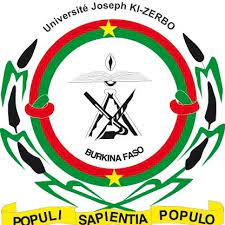 Université Joseph KI-ZERBO
BURKINA FASO
POPULI SAPIENTIA POPULO